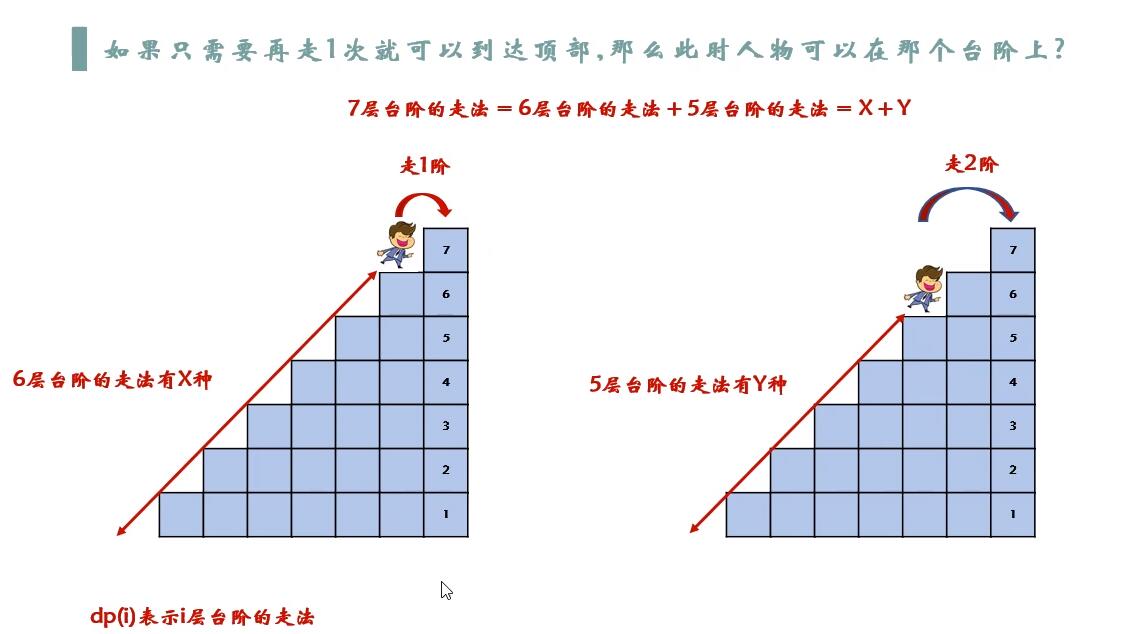 如果只需要再走1次就可以到达顶部,那么此时人物可以在那个台阶上?
7层台阶的走法 = 6层台阶的走法 + 5层台阶的走法 = X + Y
走1阶
走2阶
7
7
6
6
5
5
6层台阶的走法有X种
5层台阶的走法有Y种
4
4
3
3
2
2
1
1
dp(i)表示i层台阶的走法